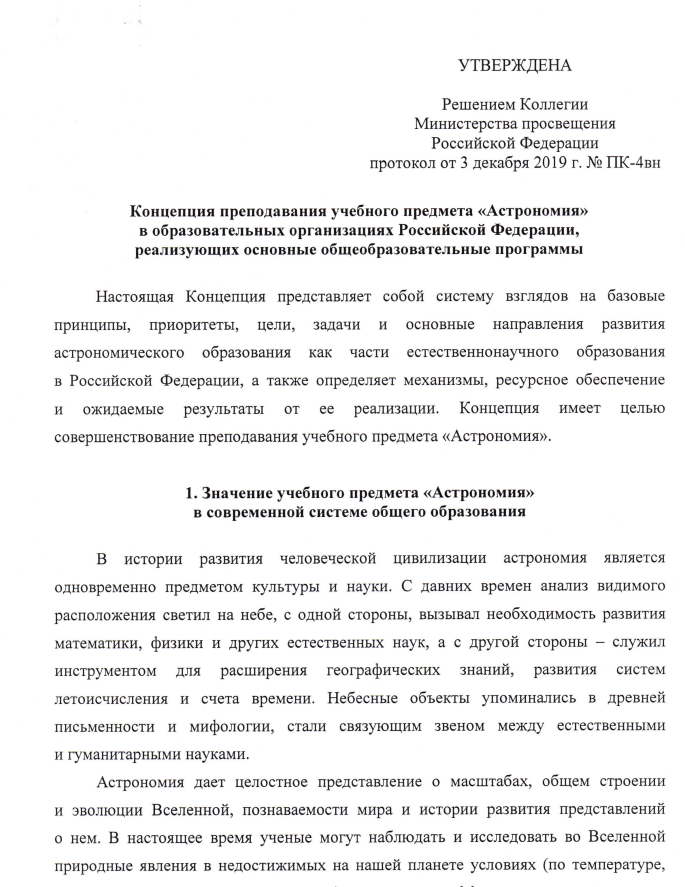 УТВЕРЖДЕНА
Решением Коллегии
Министерства просвещения
Российской Федерации
протокол от 3 декабря 2019 г. № ПК-4вн
Концепция преподавания учебного предмета «Астрономия»
в образовательных организациях Российской Федерации,
реализующих основные общеобразовательные программы
Настоящая Концепция представляет собой систему взглядов на базовые
принципы, приоритеты, цели, задачи и основные направления развития
астрономического образования как части естественнонаучного образования
в Российской Федерации, а также определяет механизмы, ресурсное обеспечение
и ожидаемые результаты от ее реализации. Концепция имеет целью
совершенствование преподавания учебного предмета «Астрономия».
1. Значение учебного предмета «Астрономия»
в современной системе общего образования
В истории развития человеческой цивилизации астрономия является
одновременно предметом культуры и науки. С давних времен анализ видимого
расположения светил на небе, с одной стороны, вызывал необходимость развития
математики, физики и других естественных наук, а с другой стороны – служил
инструментом для расширения географических знаний, развития систем
летоисчисления и счета времени. Небесные объекты упоминались в древней
письменности и мифологии, стали связующим звеном между естественными
и гуманитарными науками.
Астрономия дает целостное представление о масштабах, общем строении
и эволюции Вселенной, познаваемости мира и истории развития представлений
о нем. В настоящее время ученые могут наблюдать и исследовать во Вселенной
природные явления в недостижимых на нашей планете условиях (по температуре,